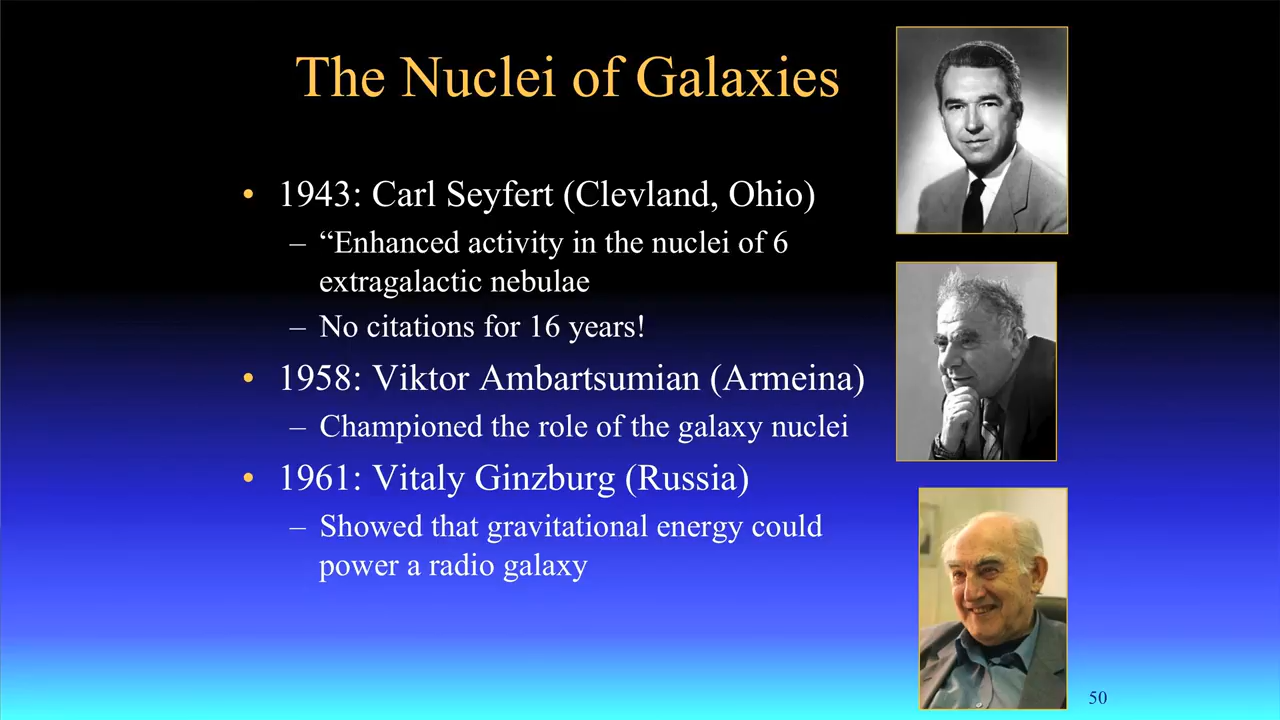 The Nuclei of Galaxies
• 1943: Carl Seyfert (Clevland, Ohio)
– “Enhanced activity in the nuclei of 6
extragalactic nebulae
– No citations for 16 years!
• 1958: Viktor Ambartsumian (Armeina)
– Championed the role of the galaxy nuclei
• 1961: Vitaly Ginzburg (Russia)
– Showed that gravitational energy could
power a radio galaxy
50